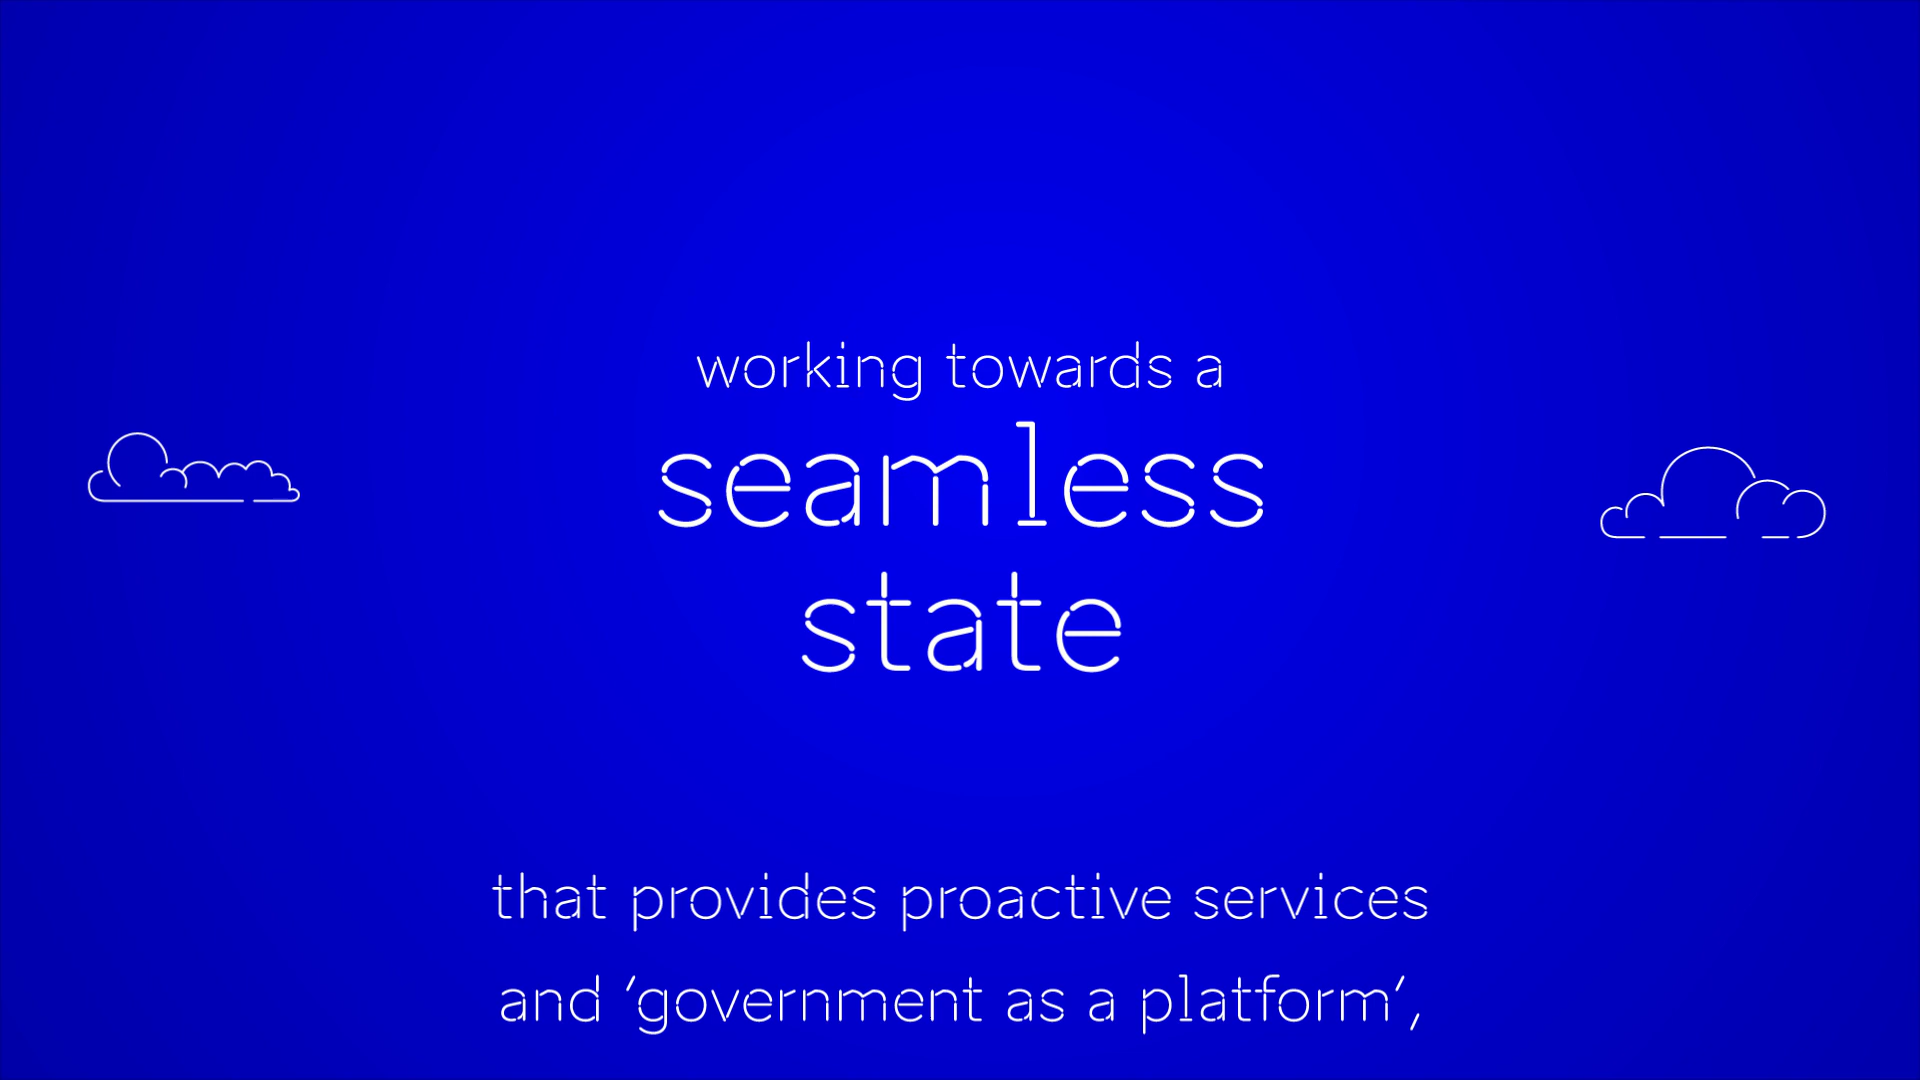 working towards a
seamless
state
that provides proactive services
and ‘government as a platform’,